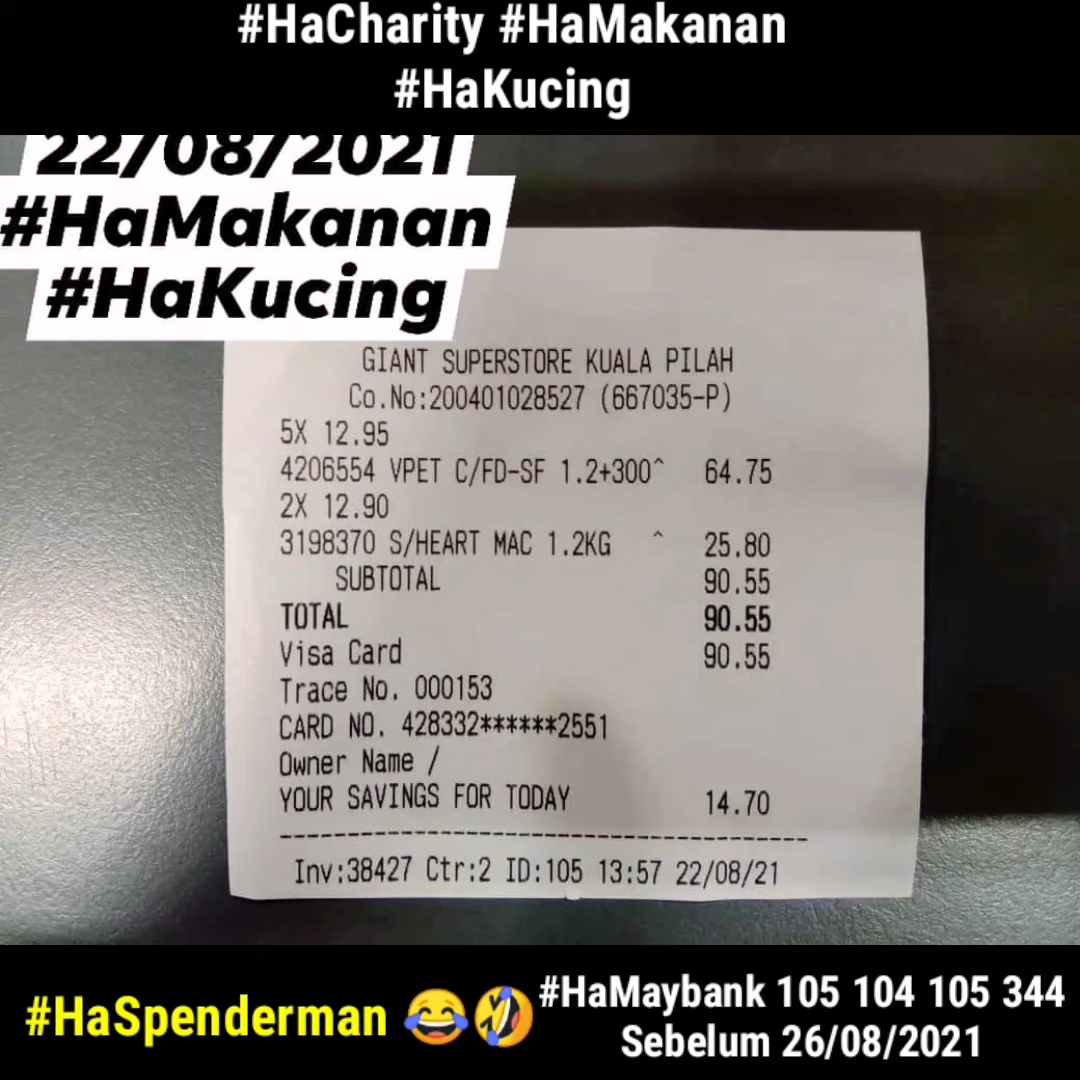 #HaCharity #HaMakanan
#HaKucing
22/08/2021
#HaMakanan
#HaKucing
GIANT SUPERSTORE KUALA PILAH
Co.No:200401028527 (667035-P)
5X 12.95
4206554 VPET C/FD-SF 1.2+300^ 64.75
2X 12.90
3198370 S/HEART MAC 1.2KG ^ 25.80
SUBTOTAL 90.55
TOTAL 90.55
Visa Card 90.55
Trace No. 000153
CARD NO. 428332******2551
Owner Name /
YOUR SAVINGS FOR TODAY 14.70
Inv:38427 Ctr:2 ID:105 13:57 22/08/21
#HaSpenderman 😂🤣
#HaMaybank 105 104 105 344
Sebelum 26/08/2021